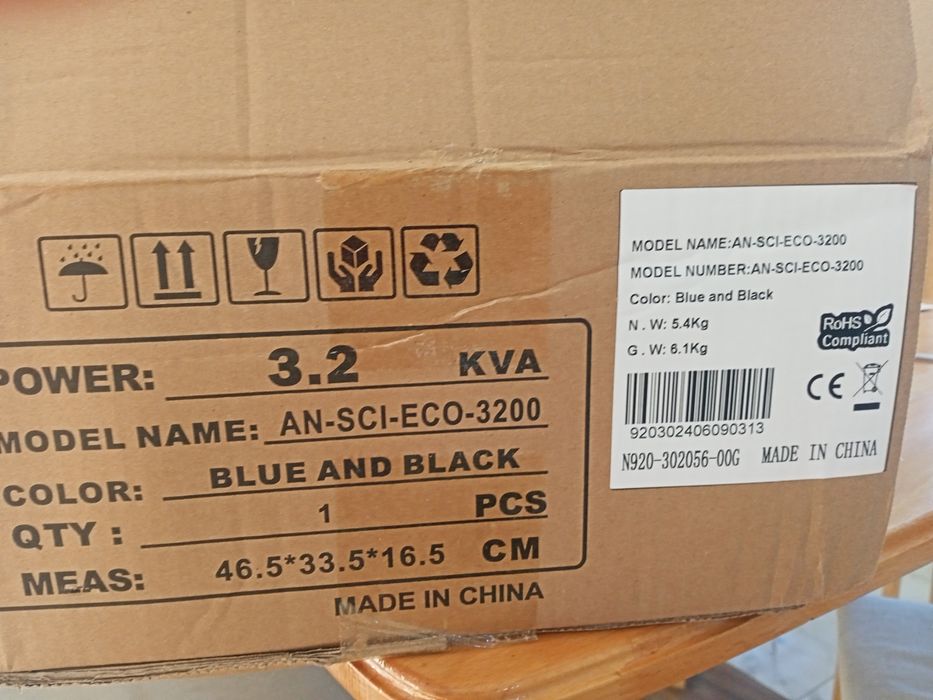 POWER: 3.2 KVA
MODEL NAME: AN-SCI-ECO-3200
COLOR: BLUE AND BLACK
QTY : 1 PCS
MEAS: 46.5*33.5*16.5 CM
MADE IN CHINA
MODEL NAME:AN-SCI-ECO-3200
MODEL NUMBER:AN-SCI-ECO-3200
Color: Blue and Black
N . W: 5.4Kg
G . W: 6.1Kg
RoHS
Compliant
CE
920302406090313
N920-302056-00G MADE IN CHINA